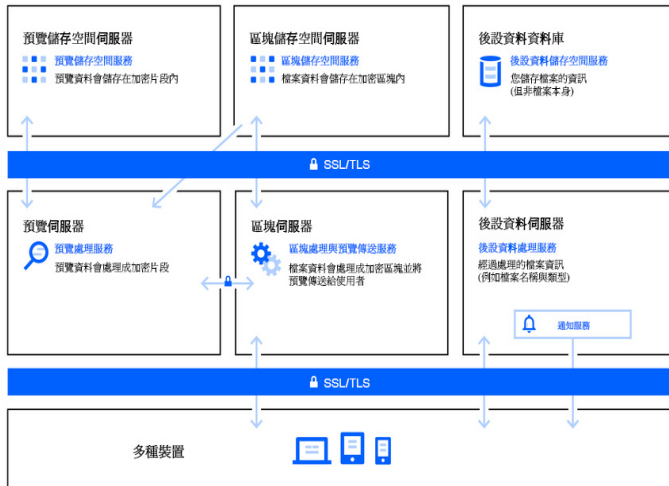 預覽儲存空間伺服器
預覽儲存空間服務
預覽資料會儲存在加密片段內
區塊儲存空間伺服器
區塊儲存空間服務
檔案資料會儲存在加密區塊內
後設資料資料庫
後設資料儲存空間服務
您儲存檔案的資訊
(但非檔案本身)
SSL/TLS
預覽伺服器
預覽處理服務
預覽資料會處理成加密片段
區塊伺服器
區塊處理與預覽傳送服務
檔案資料會處理成加密區塊並將
預覽傳送給使用者
後設資料伺服器
後設資料處理服務
經過處理的檔案資訊
(例如檔案名稱與類型)
通知服務
SSL/TLS
多種裝置